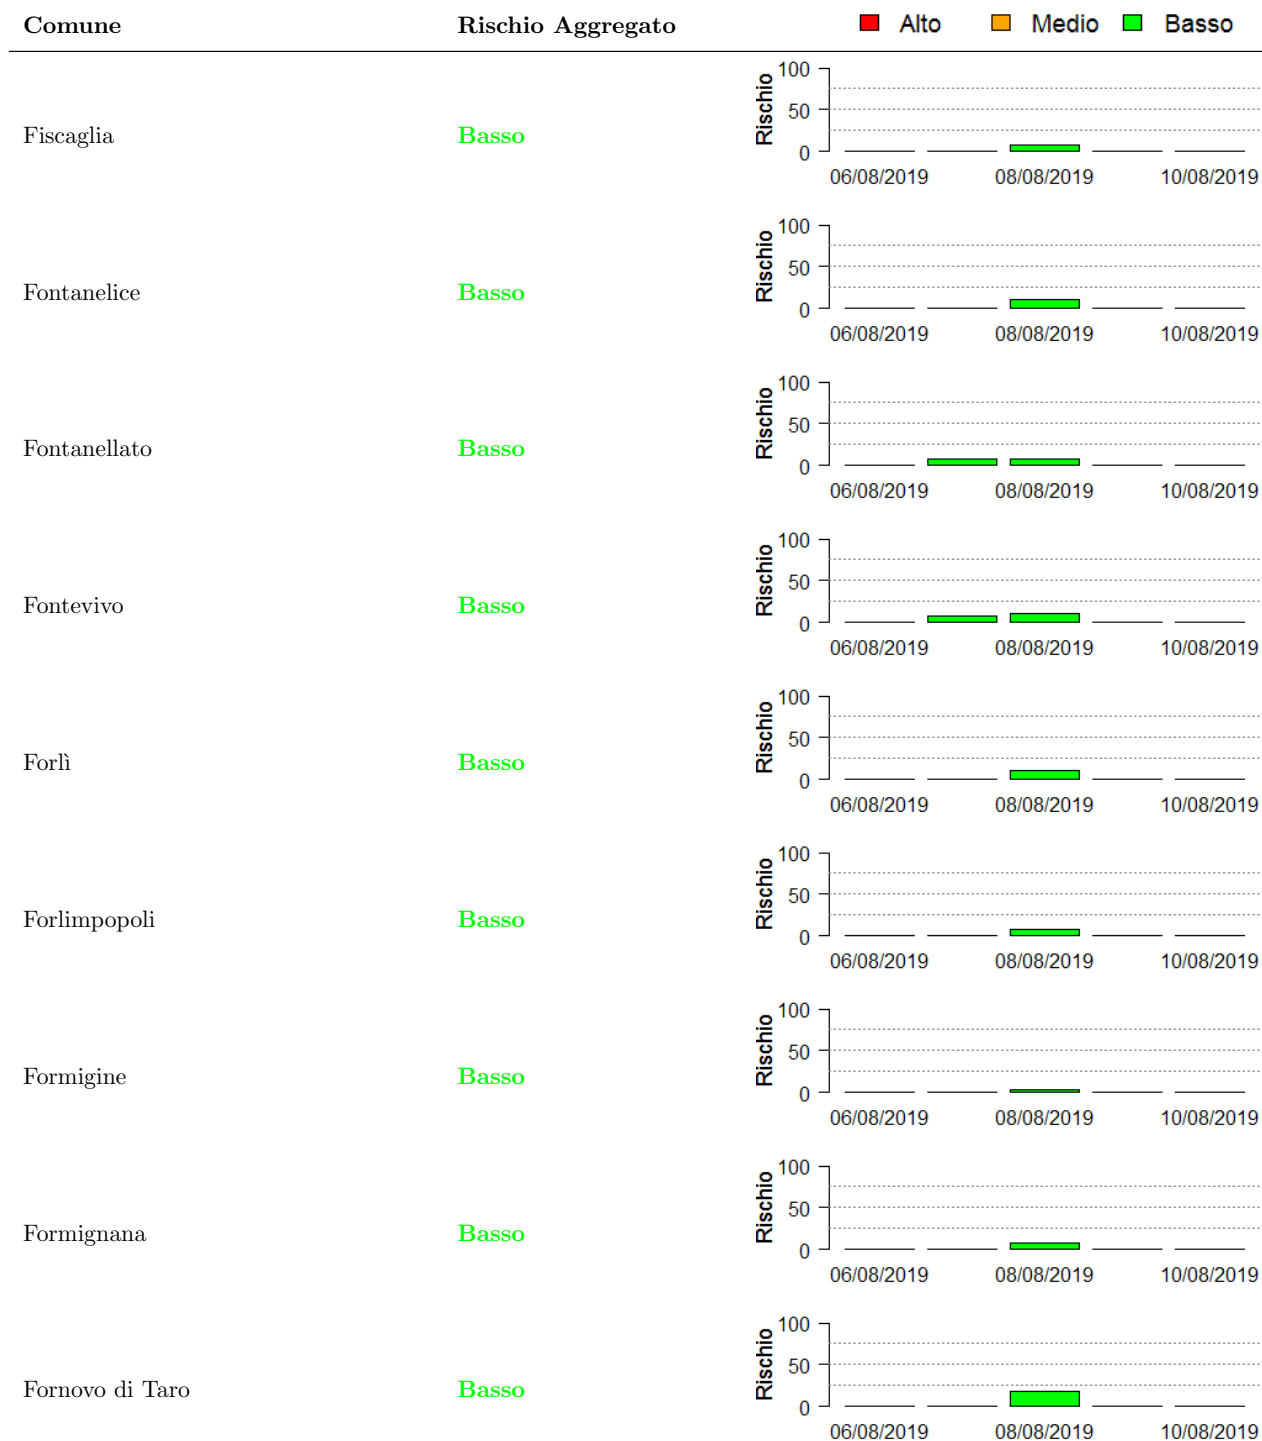 Comune Rischio Aggregato Alto Medio Basso
Fiscaglia Basso
Rischio
100
50
0
06/08/2019 08/08/2019 10/08/2019
Fontanelice Basso
Rischio
100
50
0
06/08/2019 08/08/2019 10/08/2019
Fontanellato Basso
Rischio
100
50
0
06/08/2019 08/08/2019 10/08/2019
Fontevivo Basso
Rischio
100
50
0
06/08/2019 08/08/2019 10/08/2019
Forlì Basso
Rischio
100
50
0
06/08/2019 08/08/2019 10/08/2019
Forlimpopoli Basso
Rischio
100
50
0
06/08/2019 08/08/2019 10/08/2019
Formigine Basso
Rischio
100
50
0
06/08/2019 08/08/2019 10/08/2019
Formignana Basso
Rischio
100
50
0
06/08/2019 08/08/2019 10/08/2019
Fornovo di Taro Basso
Rischio
100
50
0
06/08/2019 08/08/2019 10/08/2019